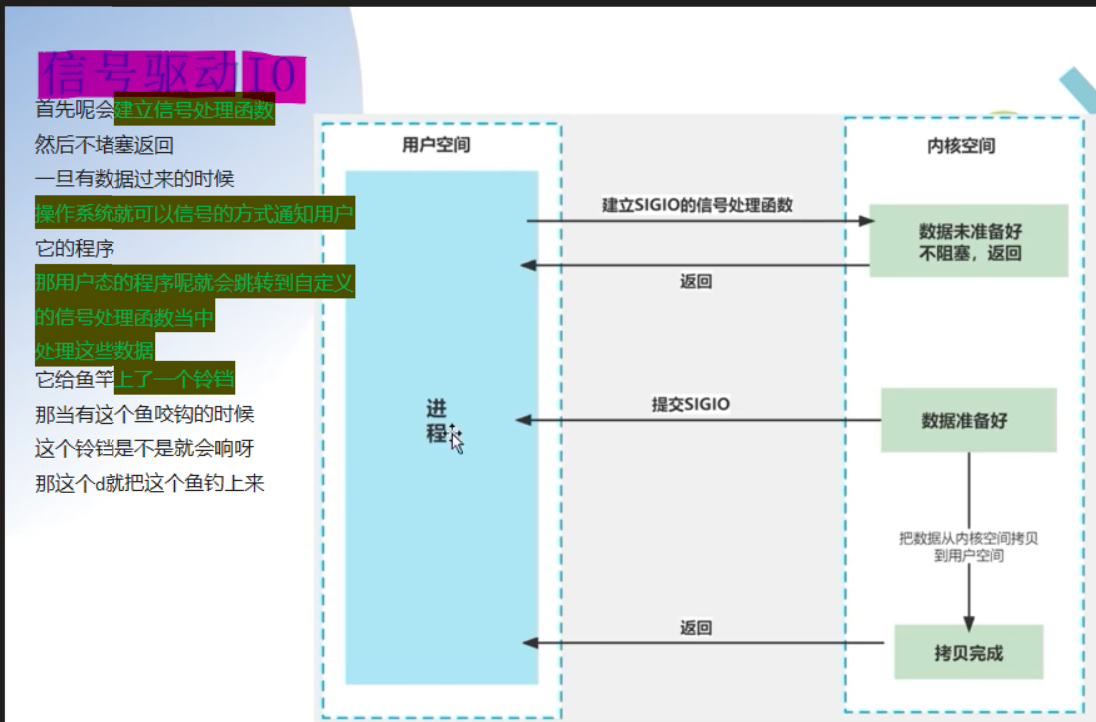 信号驱动IO
首先呢会建立信号处理函数
然后不堵塞返回
一旦有数据过来的时候
操作系统就可以信号的方式通知用户
它的程序
那用户态的程序呢就会跳转到自定义
的信号处理函数当中
处理这些数据
它给鱼竿上了一个铃铛
那当有这个鱼咬钩的时候
这个铃铛是不是就会响呀
那这个d就把这个鱼钓上来
用户空间
进
程
建立SIGIO的信号处理函数
返回
提交SIGIO
返回
内核空间
数据未准备好
不阻塞，返回
数据准备好
把数据从内核空间拷贝
到用户空间
拷贝完成